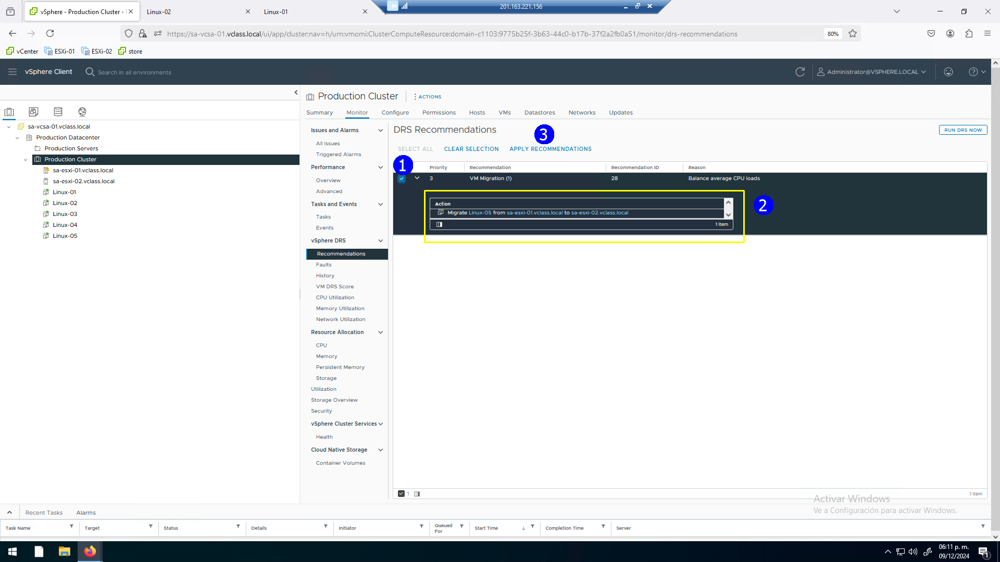 vSphere - Production Cluster -
Linux-02
Linux-01
201.163.221.156
https://sa-vcsa-01.vclass.local/ui/app/cluster;nav=h/urn:vmomi:ClusterComputeResource:domain-c1103:9775b25f-3b63-44c0-b17b-37f2a2fb0a51/monitor/drs-recommendations
80%
vCenter
ESXi-01
ESXi-02
store
vSphere Client
Search in all environments
Administrator@VSPHERE.LOCAL
sa-vcsa-01.vclass.local
Production Datacenter
Production Servers
Production Cluster
sa-esxi-01.vclass.local
sa-esxi-02.vclass.local
Linux-01
Linux-02
Linux-03
Linux-04
Linux-05
Production Cluster
ACTIONS
Summary
Monitor
Configure
Permissions
Hosts
VMs
Datastores
Networks
Updates
Issues and Alarms
All Issues
Triggered Alarms
Performance
Overview
Advanced
Tasks and Events
Tasks
Events
vSphere DRS
Recommendations
Faults
History
VM DRS Score
CPU Utilization
Memory Utilization
Network Utilization
Resource Allocation
CPU
Memory
Persistent Memory
Storage
Utilization
Storage Overview
Security
vSphere Cluster Services
Health
Cloud Native Storage
Container Volumes
DRS Recommendations
3
RUN DRS NOW
SELECT ALL
CLEAR SELECTION
APPLY RECOMMENDATIONS
1
Priority
Recommendation
Recommendation ID
Reason
3
VM Migration (1)
28
Balance average CPU loads
2
Action
Migrate Linux-05 from sa-esxi-01.vclass.local to sa-esxi-02.vclass.local
1 item
1
1 item
Activar Windows
Ve a Configuración para activar Windows.
Recent Tasks
Alarms
Task Name
Target
Status
Details
Initiator
Queued
For
Start Time
Completion Time
Server
06:11 p. m.
09/12/2024
1